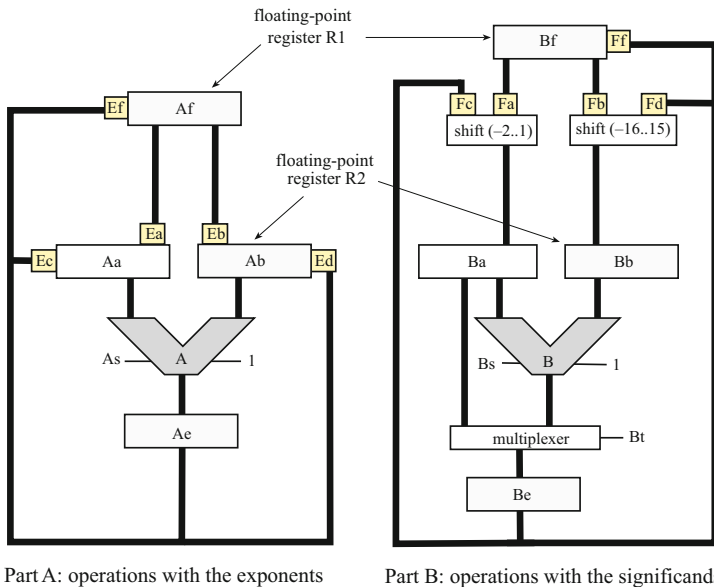 floating-point
register R1
Bf
Ff
Ef
Af
Fc
Fa
Fb
Fd
shift (–2..1)
shift (–16..15)
floating-point
register R2
Ea
Eb
Ec
Aa
Ab
Ed
Ba
Bb
As
A
1
Bs
B
1
Ae
multiplexer
Bt
Be
Part A: operations with the exponents
Part B: operations with the significand